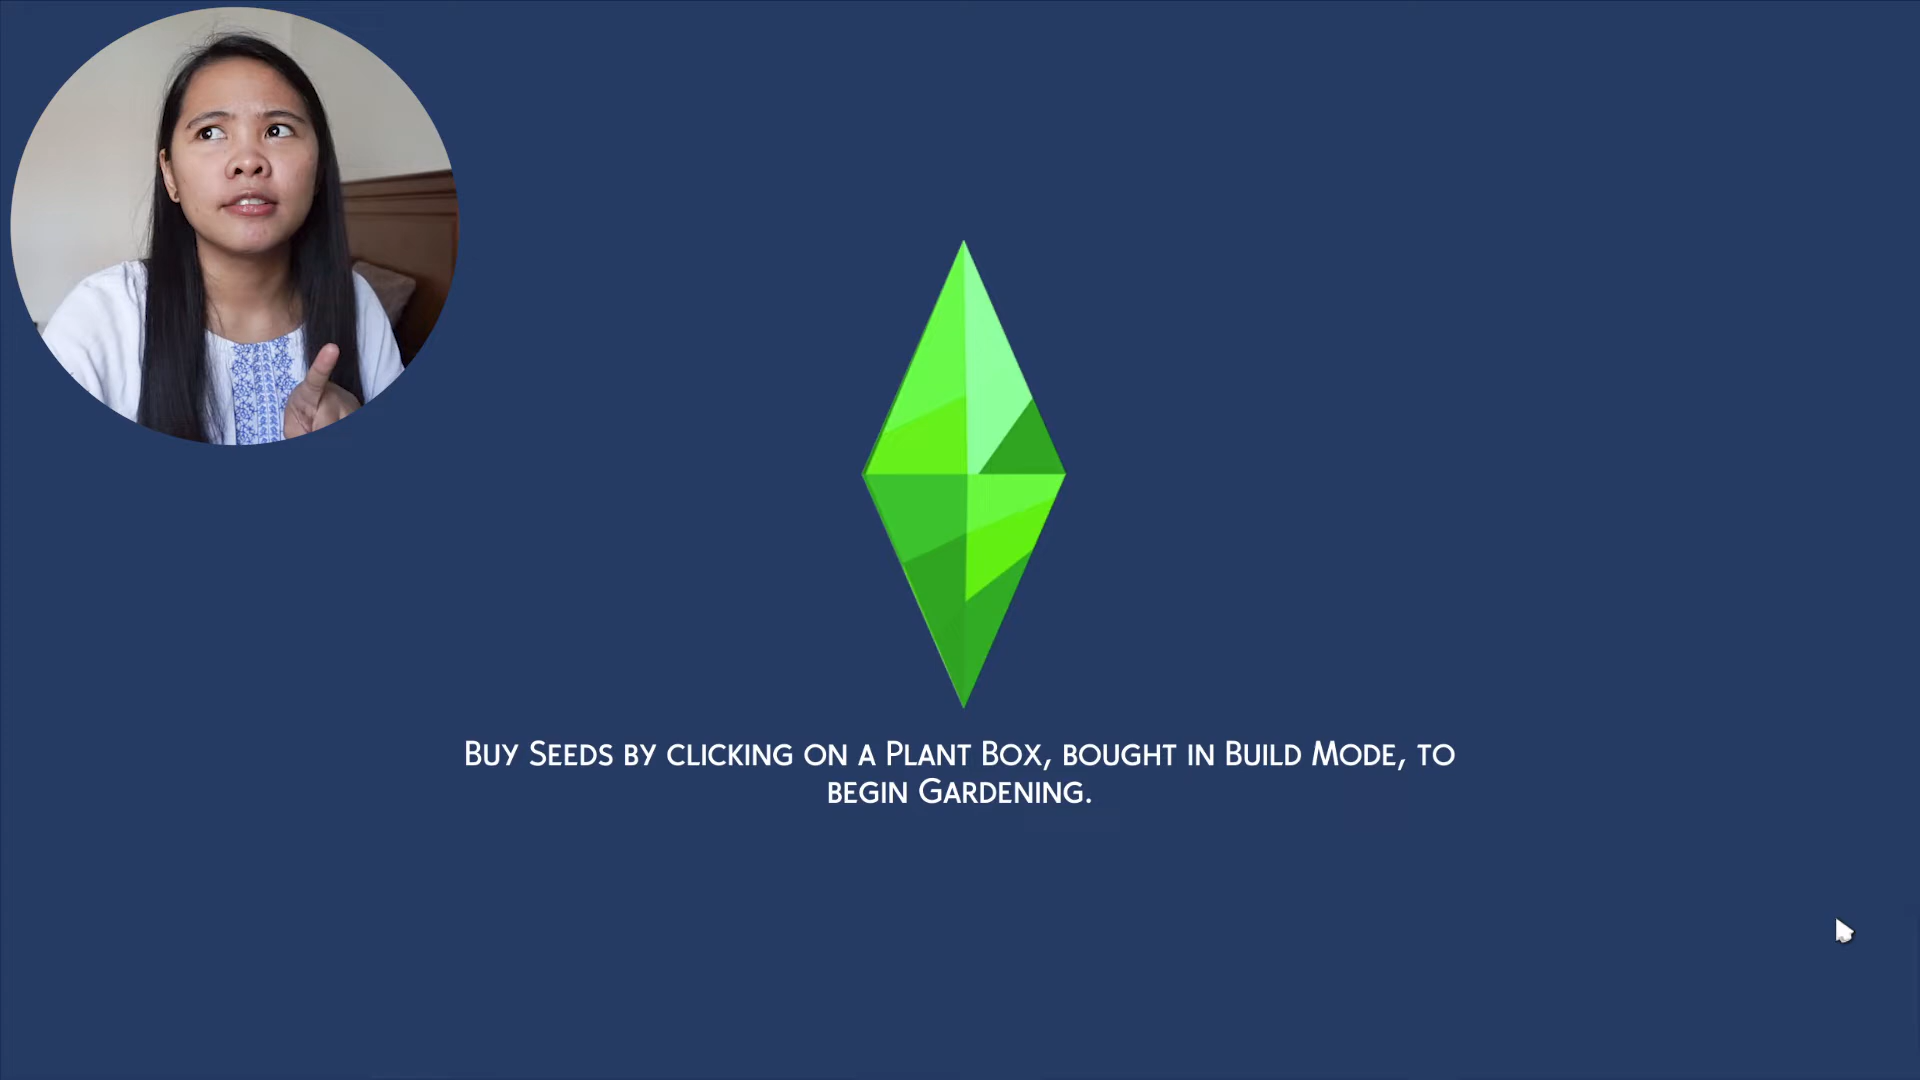 Buy Seeds by clicking on a Plant Box, bought in Build Mode, to
begin Gardening.